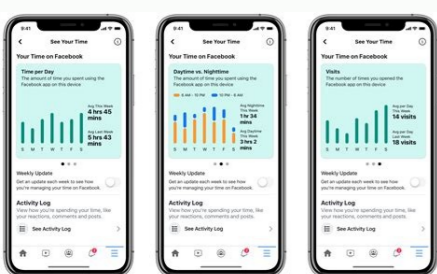 9:41
See Your Time
Your Time on Facebook
Time per Day
The amount of time you spent using the
Facebook app on this device
Avg This Week
4 hrs 45
mins
Avg Last Week
5 hrs 43
mins
S M T W T F S
Weekly Update
Get an update each week to see how
you're managing your time on Facebook.
Activity Log
View how you're spending your time, like
your reactions, comments and posts.
See Activity Log
9:41
See Your Time
Your Time on Facebook
Daytime vs. Nighttime
The amount of time you spent using the
Facebook app on this device
6 AM - 10 PM
10 PM - 6 AM
Avg Nighttime
This Week
1 hr 34
mins
Avg Daytime
This Week
3 hrs 2
mins
S M T W T F S
Weekly Update
Get an update each week to see how
you're managing your time on Facebook.
Activity Log
View how you're spending your time, like
your reactions, comments and posts.
See Activity Log
9:41
See Your Time
Your Time on Facebook
Visits
The number of times you opened the
Facebook app on this device
Avg per Day
This Week
14 visits
Avg per Day
Last Week
18 visits
S M T W T F S
Weekly Update
Get an update each week to see how
you're managing your time on Facebook.
Activity Log
View how you're spending your time, like
your reactions, comments and posts.
See Activity Log